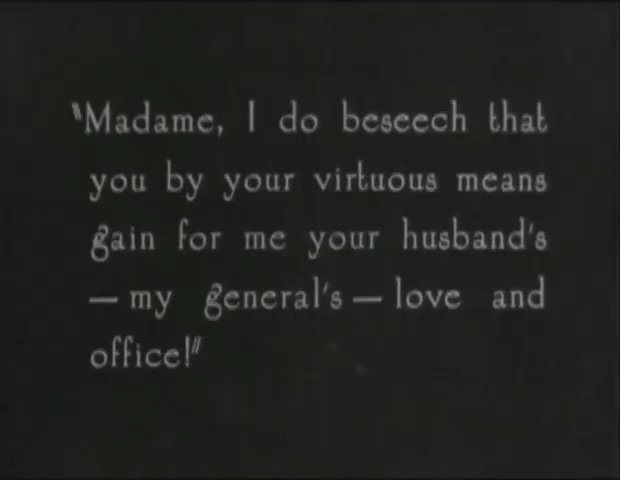 "Madame, I do beseech that
you by your virtuous means
gain for me your husband's
— my general's — love and
office!"